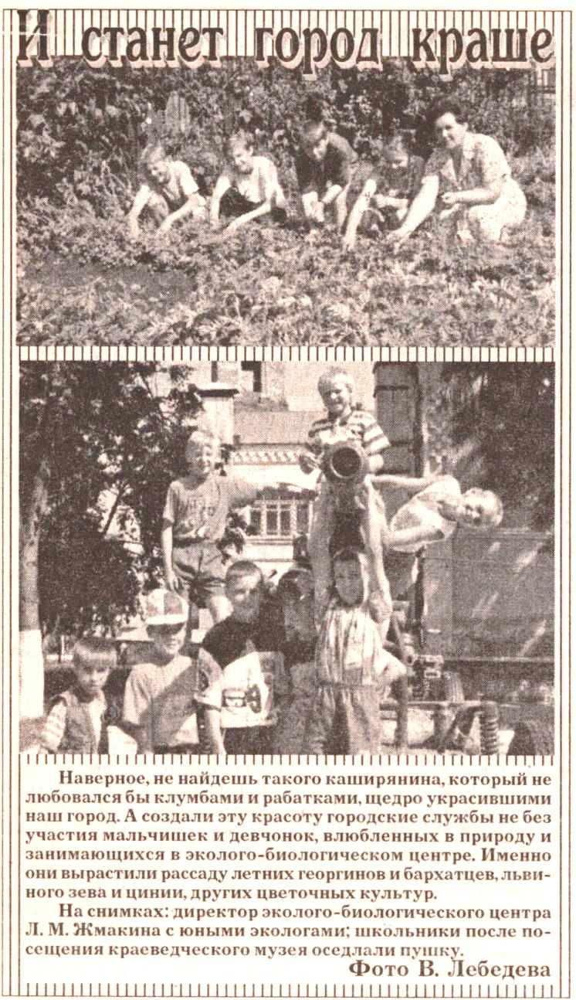 И станет город краше
Наверное, не найдешь такого каширянина, который не
любовался бы клумбами и рабатками, щедро украсившими
наш город. А создали эту красоту городские службы не без
участия мальчишек и девчонок, влюбленных в природу и
занимающихся в эколого-биологическом центре. Именно
они вырастили рассаду летних георгинов и бархатцев, льви-
ного зева и цинии, других цветочных культур.
На снимках: директор эколого-биологического центра
Л. М. Жмакина с юными экологами; школьники после по-
сещения краеведческого музея оседлали пушку.
Фото В. Лебедева